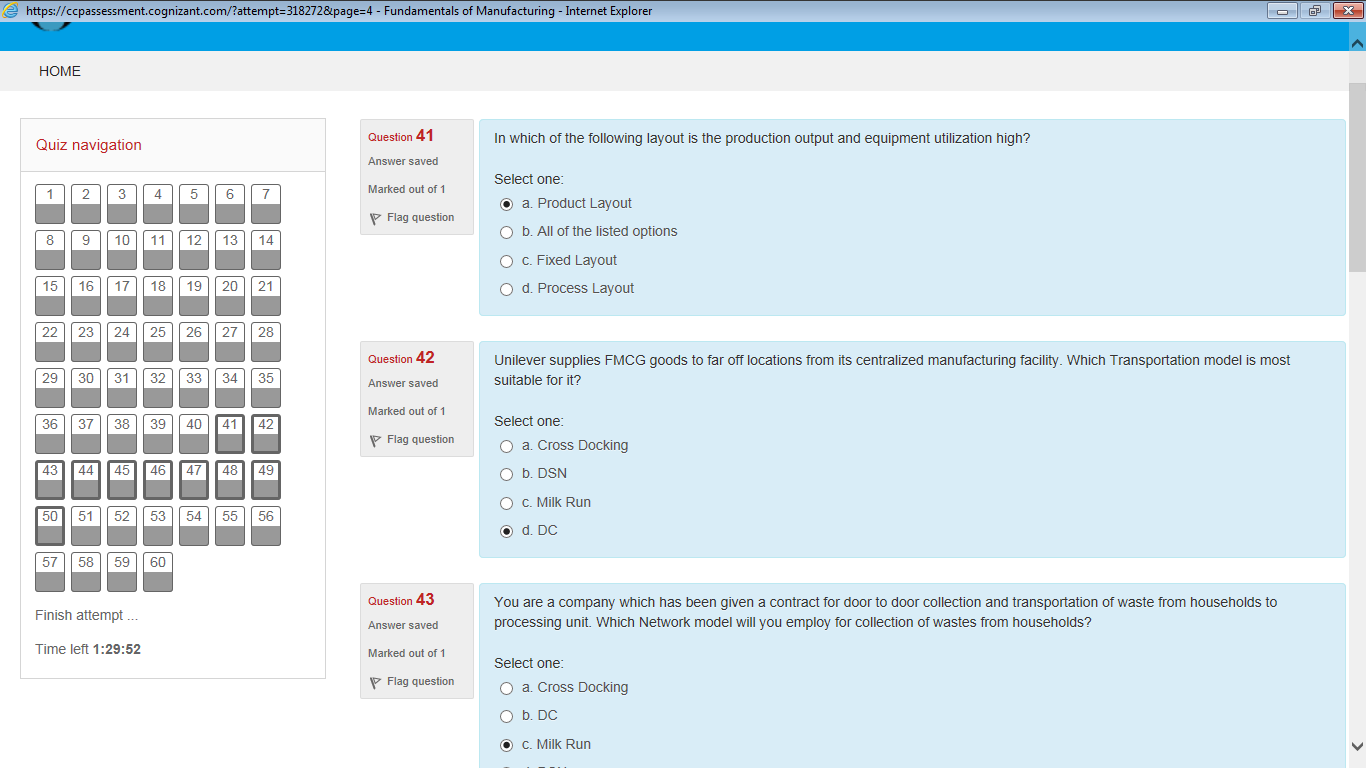 https://ccpassessment.cognizant.com/?attempt=318272&page=4 - Fundamentals of Manufacturing - Internet Explorer
HOME
Quiz navigation
1 2 3 4 5 6 7
8 9 10 11 12 13 14
15 16 17 18 19 20 21
22 23 24 25 26 27 28
29 30 31 32 33 34 35
36 37 38 39 40 41 42
43 44 45 46 47 48 49
50 51 52 53 54 55 56
57 58 59 60
Finish attempt ...
Time left 1:29:52
Question 41
Answer saved
Marked out of 1
Flag question
In which of the following layout is the production output and equipment utilization high?
Select one:
a. Product Layout
b. All of the listed options
c. Fixed Layout
d. Process Layout
Question 42
Answer saved
Marked out of 1
Flag question
Unilever supplies FMCG goods to far off locations from its centralized manufacturing facility. Which Transportation model is most
suitable for it?
Select one:
a. Cross Docking
b. DSN
c. Milk Run
d. DC
Question 43
Answer saved
Marked out of 1
Flag question
You are a company which has been given a contract for door to door collection and transportation of waste from households to
processing unit. Which Network model will you employ for collection of wastes from households?
Select one:
a. Cross Docking
b. DC
c. Milk Run